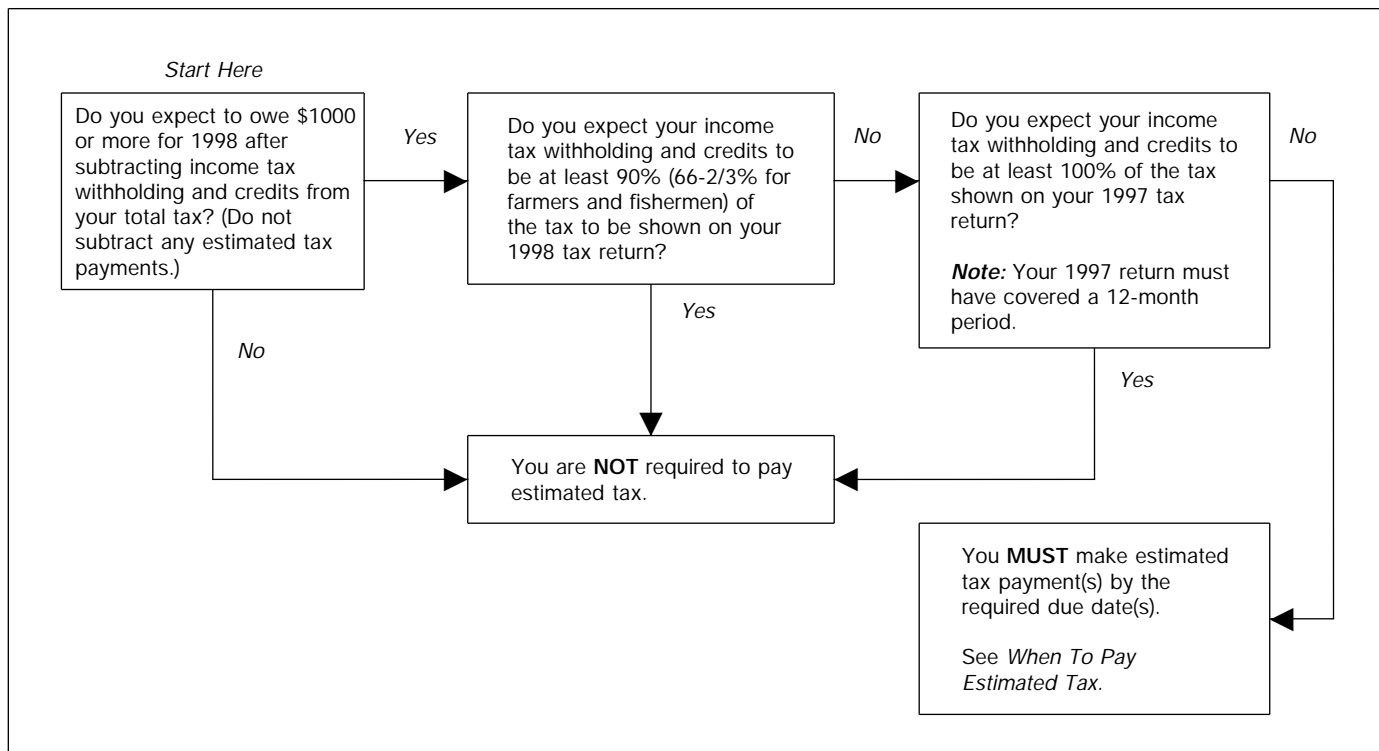 Start Here
Do you expect to owe $1000
or more for 1998 after
subtracting income tax
withholding and credits from
your total tax? (Do not
subtract any estimated tax
payments.)
Yes
No
Do you expect your income
tax withholding and credits to
be at least 90% (66-2/3% for
farmers and fishermen) of
the tax to be shown on your
1998 tax return?
No
Yes
Do you expect your income
tax withholding and credits to
be at least 100% of the tax
shown on your 1997 tax
return?
Note: Your 1997 return must
have covered a 12-month
period.
No
Yes
You are NOT required to pay
estimated tax.
You MUST make estimated
tax payment(s) by the
required due date(s).
See When To Pay
Estimated Tax.